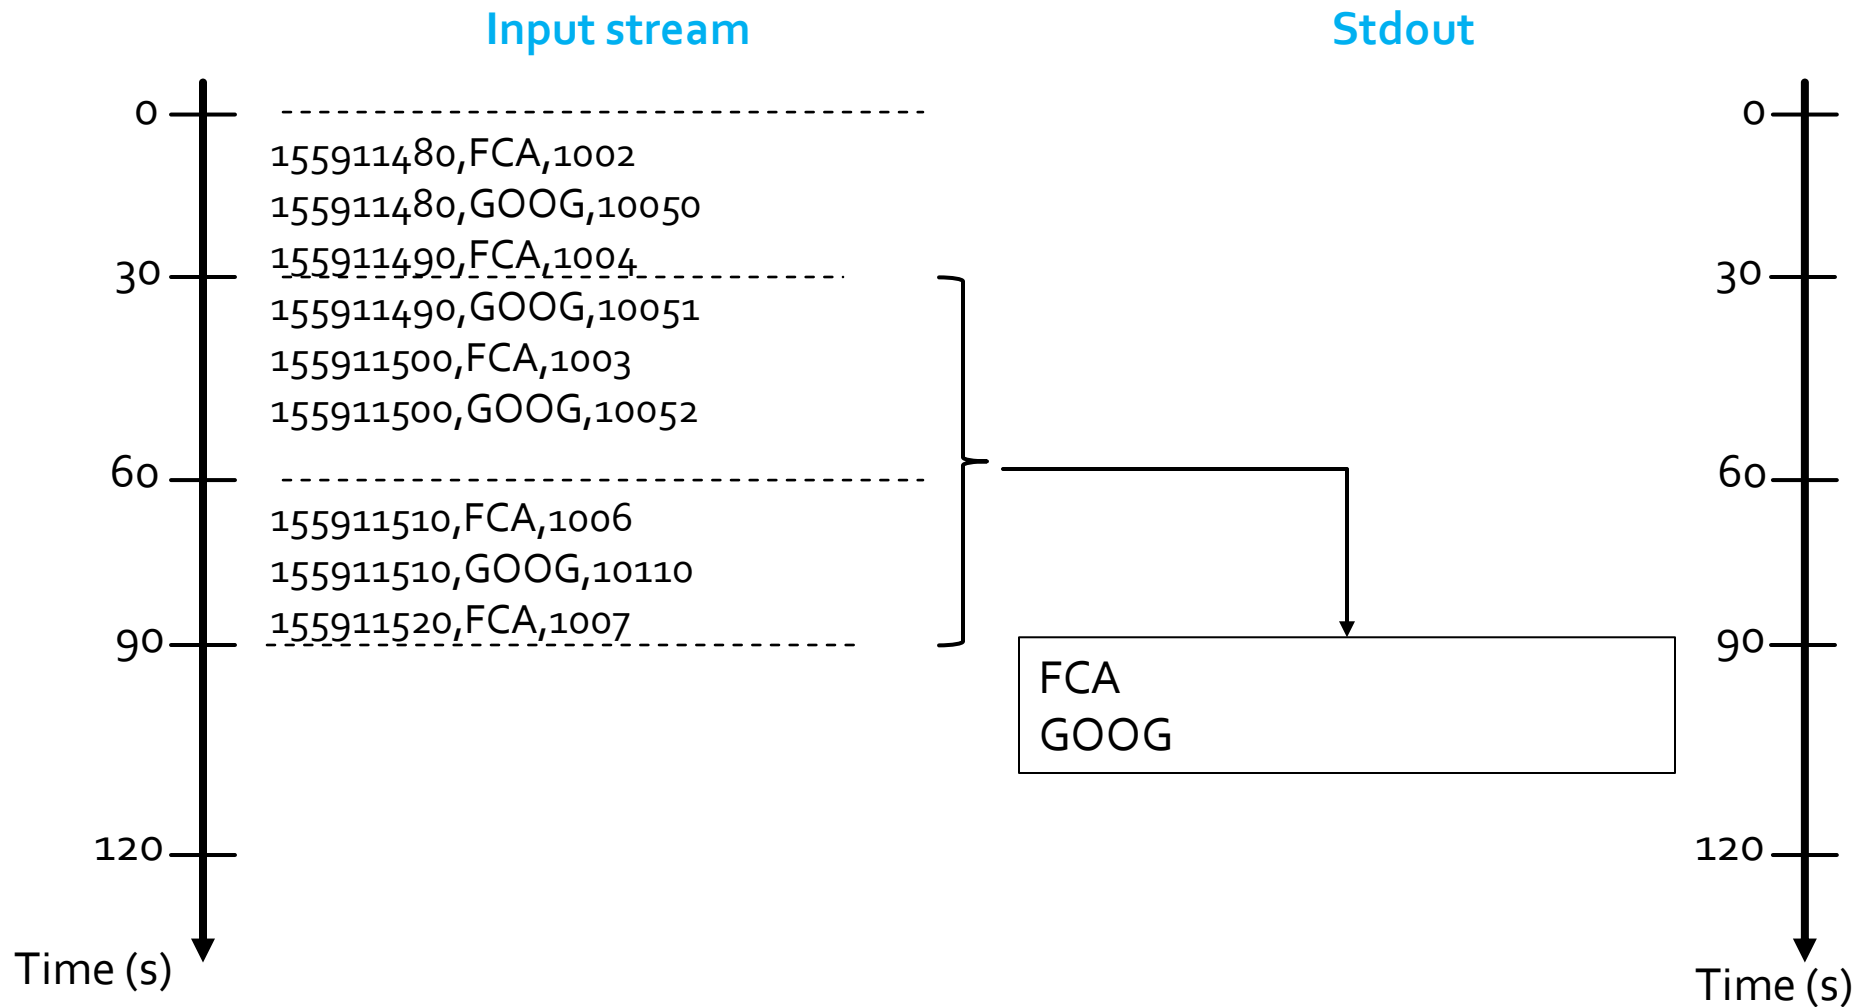 Input stream
Stdout
0
155911480,FCA,1002
155911480,GOOG,10050
155911490,FCA,1004
30
155911490,GOOG,10051
155911500,FCA,1003
155911500,GOOG,10052
60
155911510,FCA,1006
155911510,GOOG,10110
155911520,FCA,1007
90
120
Time (s)
FCA
GOOG
0
30
60
90
120
Time (s)